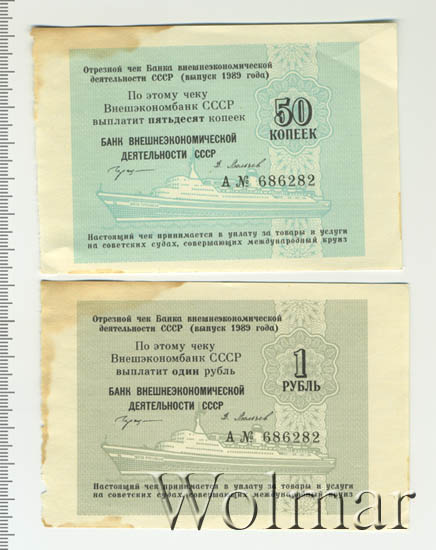 Отрезной чек Банка внешнеэкономической
деятельности СССР (выпуск 1989 года)
По этому чеку
Внешэкономбанк СССР
выплатит пятьдесят копеек
50
КОПЕЕК
БАНК ВНЕШНЕЭКОНОМИЧЕСКОЙ
ДЕЯТЕЛЬНОСТИ СССР
А № 686282
Настоящий чек принимается в уплату за товары и услуги
на советских судах, совершающих международный круиз
Отрезной чек Банка внешнеэкономической
деятельности СССР (выпуск 1989 года)
По этому чеку
Внешэкономбанк СССР
выплатит один рубль
1
РУБЛЬ
БАНК ВНЕШНЕЭКОНОМИЧЕСКОЙ
ДЕЯТЕЛЬНОСТИ СССР
А № 686282
Настоящий чек принимается в уплату за товары и услуги
на советских судах, совершающих международный круиз
Wolmar